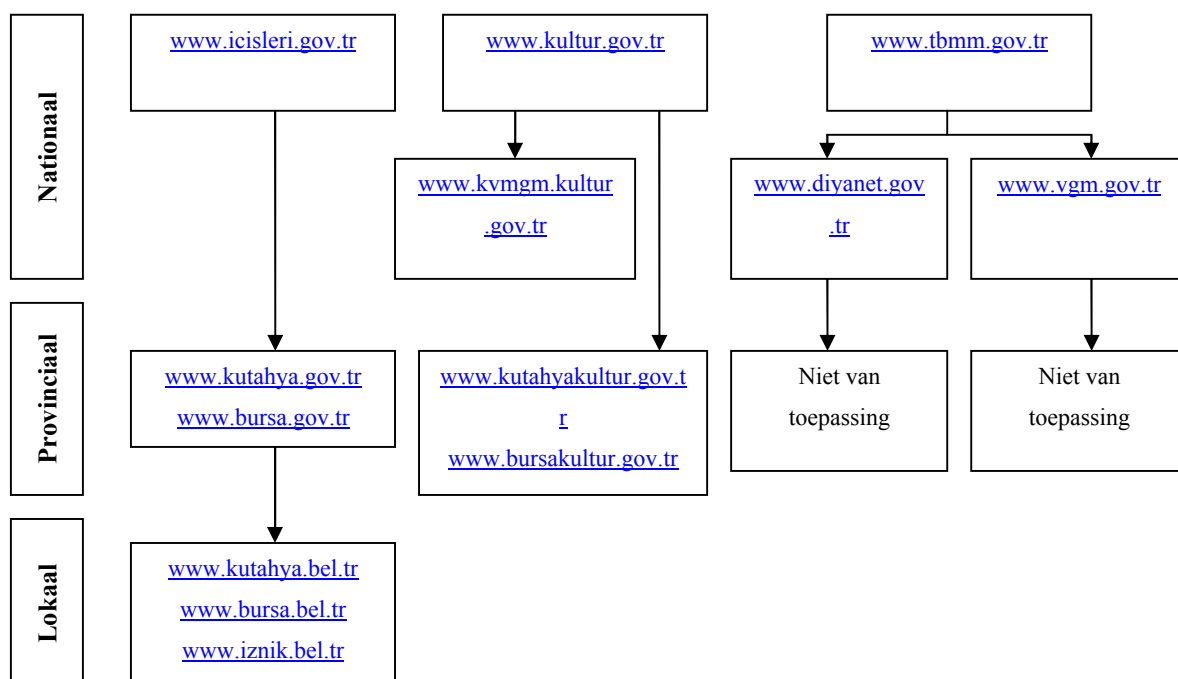 Nationaal
www.icisleri.gov.tr
www.kultur.gov.tr
www.tbmm.gov.tr
www.kvmgm.kultur
.gov.tr
www.diyanet.gov
.tr
www.vgm.gov.tr
Provinciaal
www.kutahya.gov.tr
www.bursa.gov.tr
www.kutahyakultur.gov.t
r
www.bursakultur.gov.tr
Niet van
toepassing
Niet van
toepassing
Lokaal
www.kutahya.bel.tr
www.bursa.bel.tr
www.iznik.bel.tr